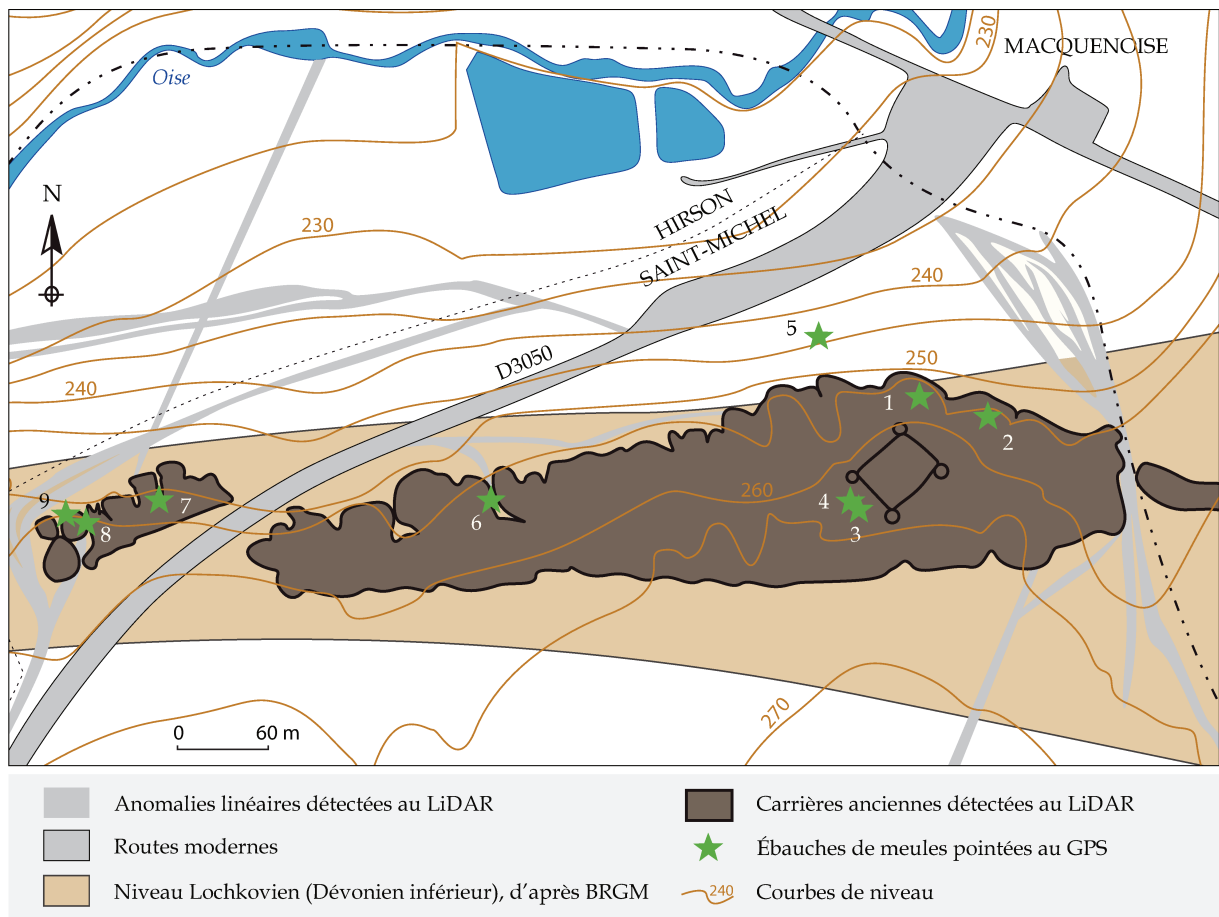 230
MACQUENOISE
Oise
N
HIRSON
230
SAINT-MICHEL
240
5
D3050
250
240
1
2
9
7
260
4
6
8
3
270
0 60 m
Anomalies linéaires détectées au LiDAR
Carrières anciennes détectées au LiDAR
Routes modernes
Ébauches de meules pointées au GPS
Niveau Lochkovien (Dévonien inférieur), d’après BRGM
240
Courbes de niveau